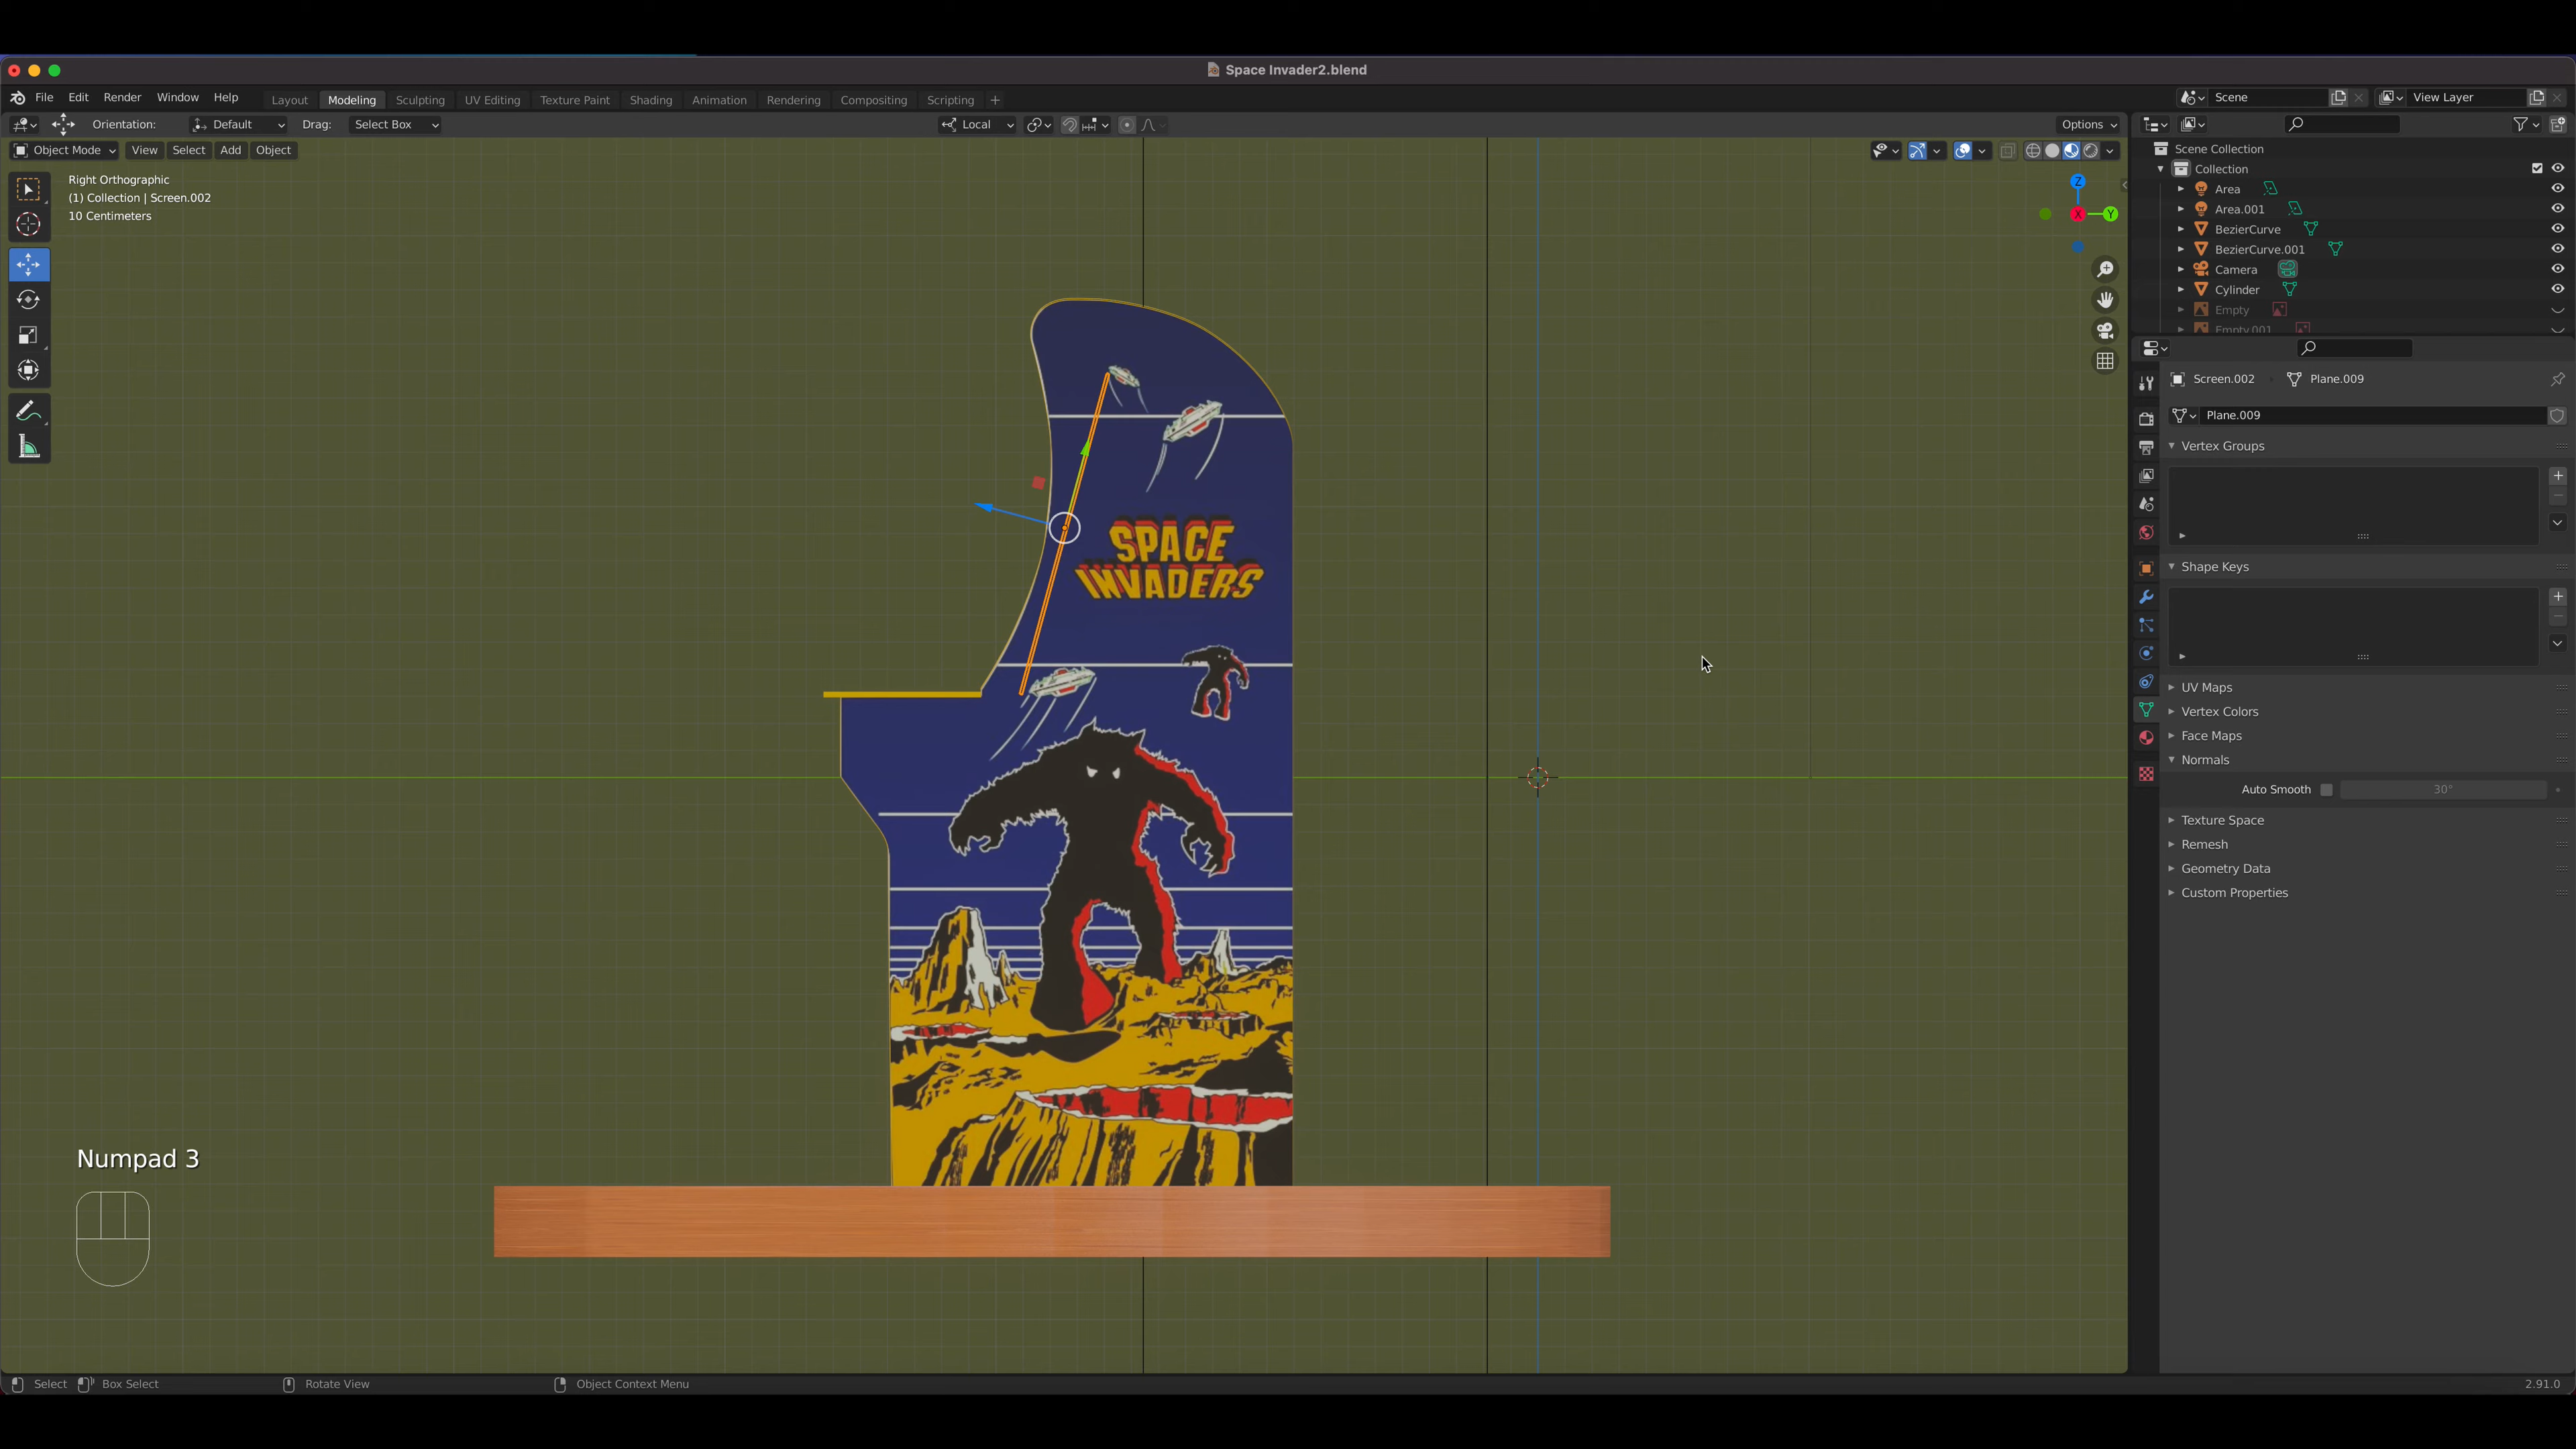 Space Invader2.blend
File Edit Render Window Help Layout Modeling Sculpting UV Editing Texture Paint Shading Animation Rendering Compositing Scripting + Scene View Layer
Orientation: Default Drag: Select Box Local Options
Object Mode View Select Add Object
Right Orthographic
(1) Collection | Screen.002
10 Centimeters
Z
X
Y
Scene Collection
Collection
Area
Area.001
BezierCurve
BezierCurve.001
Camera
Cylinder
Empty
Empty.001
Screen.002 Plane.009
Plane.009
Vertex Groups
Shape Keys
UV Maps
Vertex Colors
Face Maps
Normals
Auto Smooth 30°
Texture Space
Remesh
Geometry Data
Custom Properties
SPACE
INVADERS
Numpad 3
Select Box Select Rotate View Object Context Menu 2.91.0